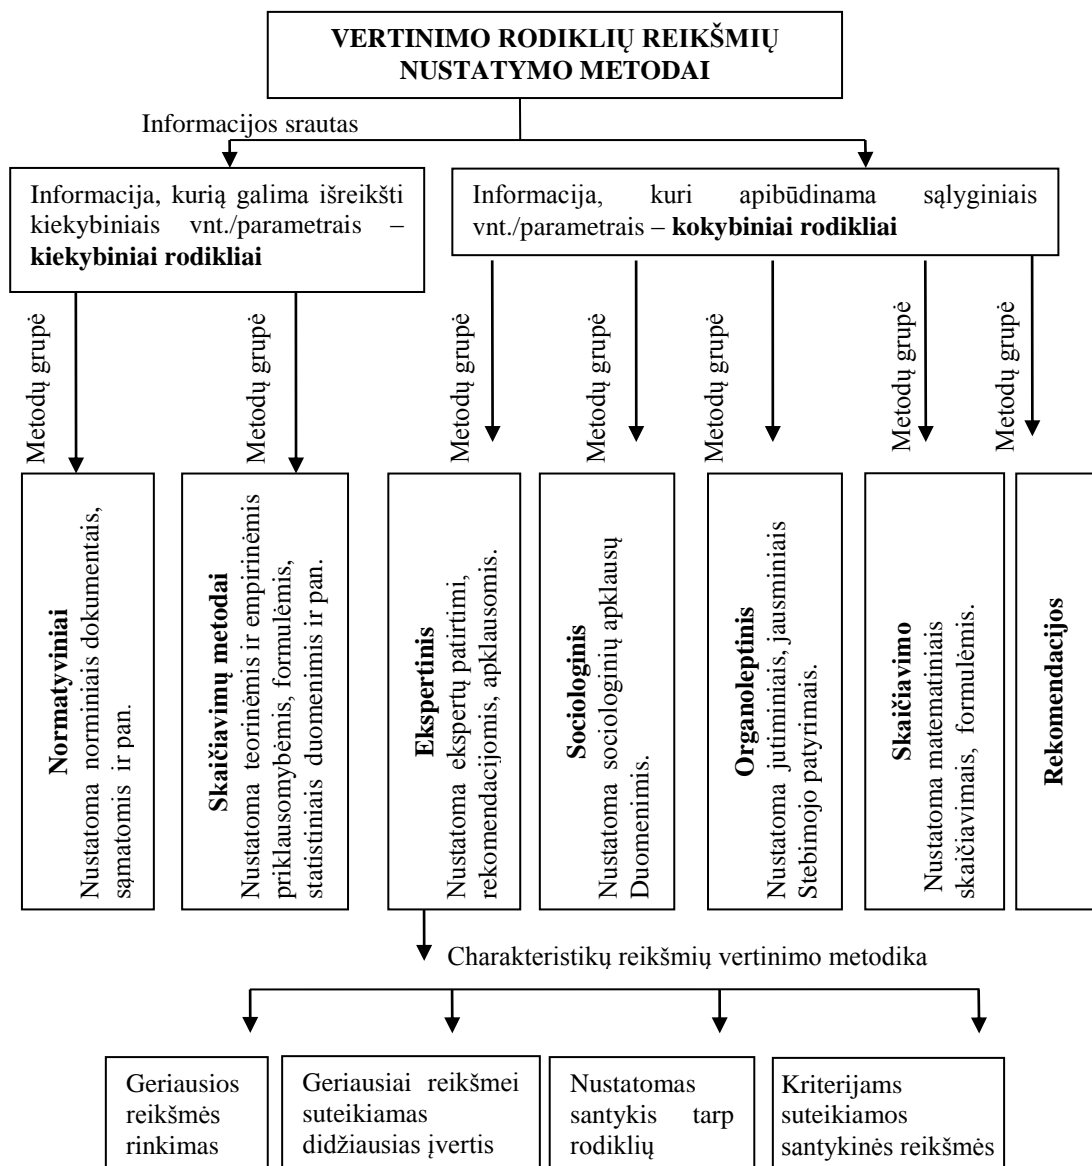 VERTINIMO RODIKLIŲ REIKŠMIŲ
NUSTATYMO METODAI
Informacijos srautas
Informacija, kurią galima išreikšti
kiekybiniais vnt./parametrais –
kiekybiniai rodikliai
Informacija, kuri apibūdinama sąlyginiais
vnt./parametrais – kokybiniai rodikliai
Metodų grupė
Metodų grupė
Metodų grupė
Metodų grupė
Metodų grupė
Metodų grupė
Metodų grupė
Normatyviniai
Nustatoma norminiais dokumentais,
sąmatomis ir pan.
Skaičiavimų metodai
Nustatoma teorinėmis ir empirinėmis
priklausomybėmis, formulėmis,
statistiniais duomenimis ir pan.
Ekspertinis
Nustatoma ekspertų patirtimi,
rekomendacijomis, apklausomis.
Sociologinis
Nustatoma sociologinių apklausų
Duomenimis.
Organoleptinis
Nustatoma jutiminiais, jausminiais
Stebimojo patyrimais.
Skaičiavimo
Nustatoma matematiniais
skaičiavimais, formulėmis.
Rekomendacijos
Charakteristikų reikšmių vertinimo metodika
Geriausios
reikšmės
rinkimas
Geriausiai reikšmei
suteikiamas
didžiausias įvertis
Nustatomas
santykis tarp
rodiklių
Kriterijams
suteikiamos
santykinės reikšmės